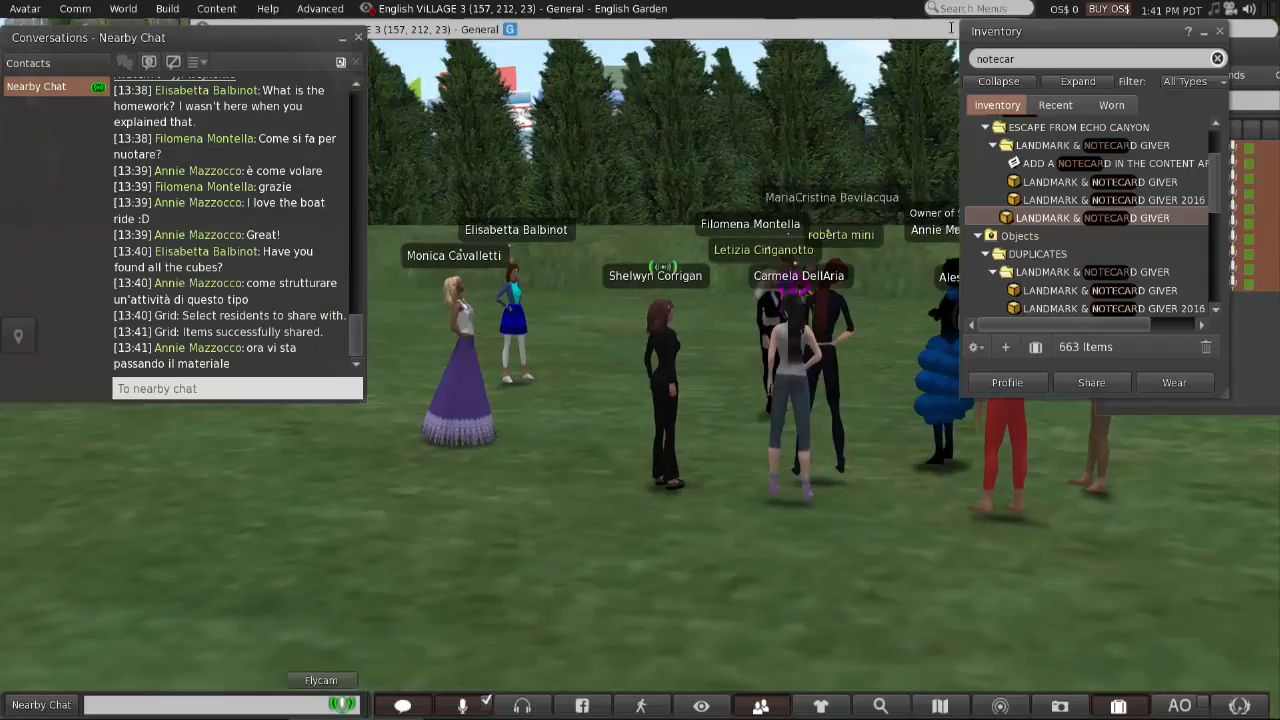 Avatar Comm World Build Content Help Advanced English VILLAGE 3 (157, 212, 23) - General - English Garden
Search Menus OS$ 0 BUY OS$ 1:41 PM PDT
3 (157, 212, 23) - General G
Conversations - Nearby Chat
Contacts
Nearby Chat
[13:38] Elisabetta Balbinot: What is the
homework? I wasn't here when you
explained that.
[13:38] Filomena Montella: Come si fa per
nuotare?
[13:39] Annie Mazzocco: è come volare
[13:39] Filomena Montella: grazie
[13:39] Annie Mazzocco: I love the boat
ride :D
[13:39] Annie Mazzocco: Great!
[13:40] Elisabetta Balbinot: Have you
found all the cubes?
[13:40] Annie Mazzocco: come strutturare
un'attività di questo tipo
[13:40] Grid: Select residents to share with.
[13:41] Grid: Items successfully shared.
[13:41] Annie Mazzocco: ora vi sta
passando il materiale
To nearby chat
MariaCristina Bevilacqua
Elisabetta Balbinot
Filomena Montella
Owner of
Annie
roberta mini
Monica Cavalletti
Letizia Cinganotto
Shelwyn Corrigan
Carmela DellAria
Inventory
?
notecar
Collapse Expand Filter: All Types
Inventory Recent Worn
ESCAPE FROM ECHO CANYON
LANDMARK & NOTECARD GIVER
ADD A NOTECARD IN THE CONTENT
LANDMARK & NOTECARD GIVER
LANDMARK & NOTECARD GIVER 2016
LANDMARK & NOTECARD GIVER
Objects
DUPLICATES
LANDMARK & NOTECARD GIVER
LANDMARK & NOTECARD GIVER
LANDMARK & NOTECARD GIVER 2016
663 Items
Profile Share Wear
Flycam
Nearby Chat
AO